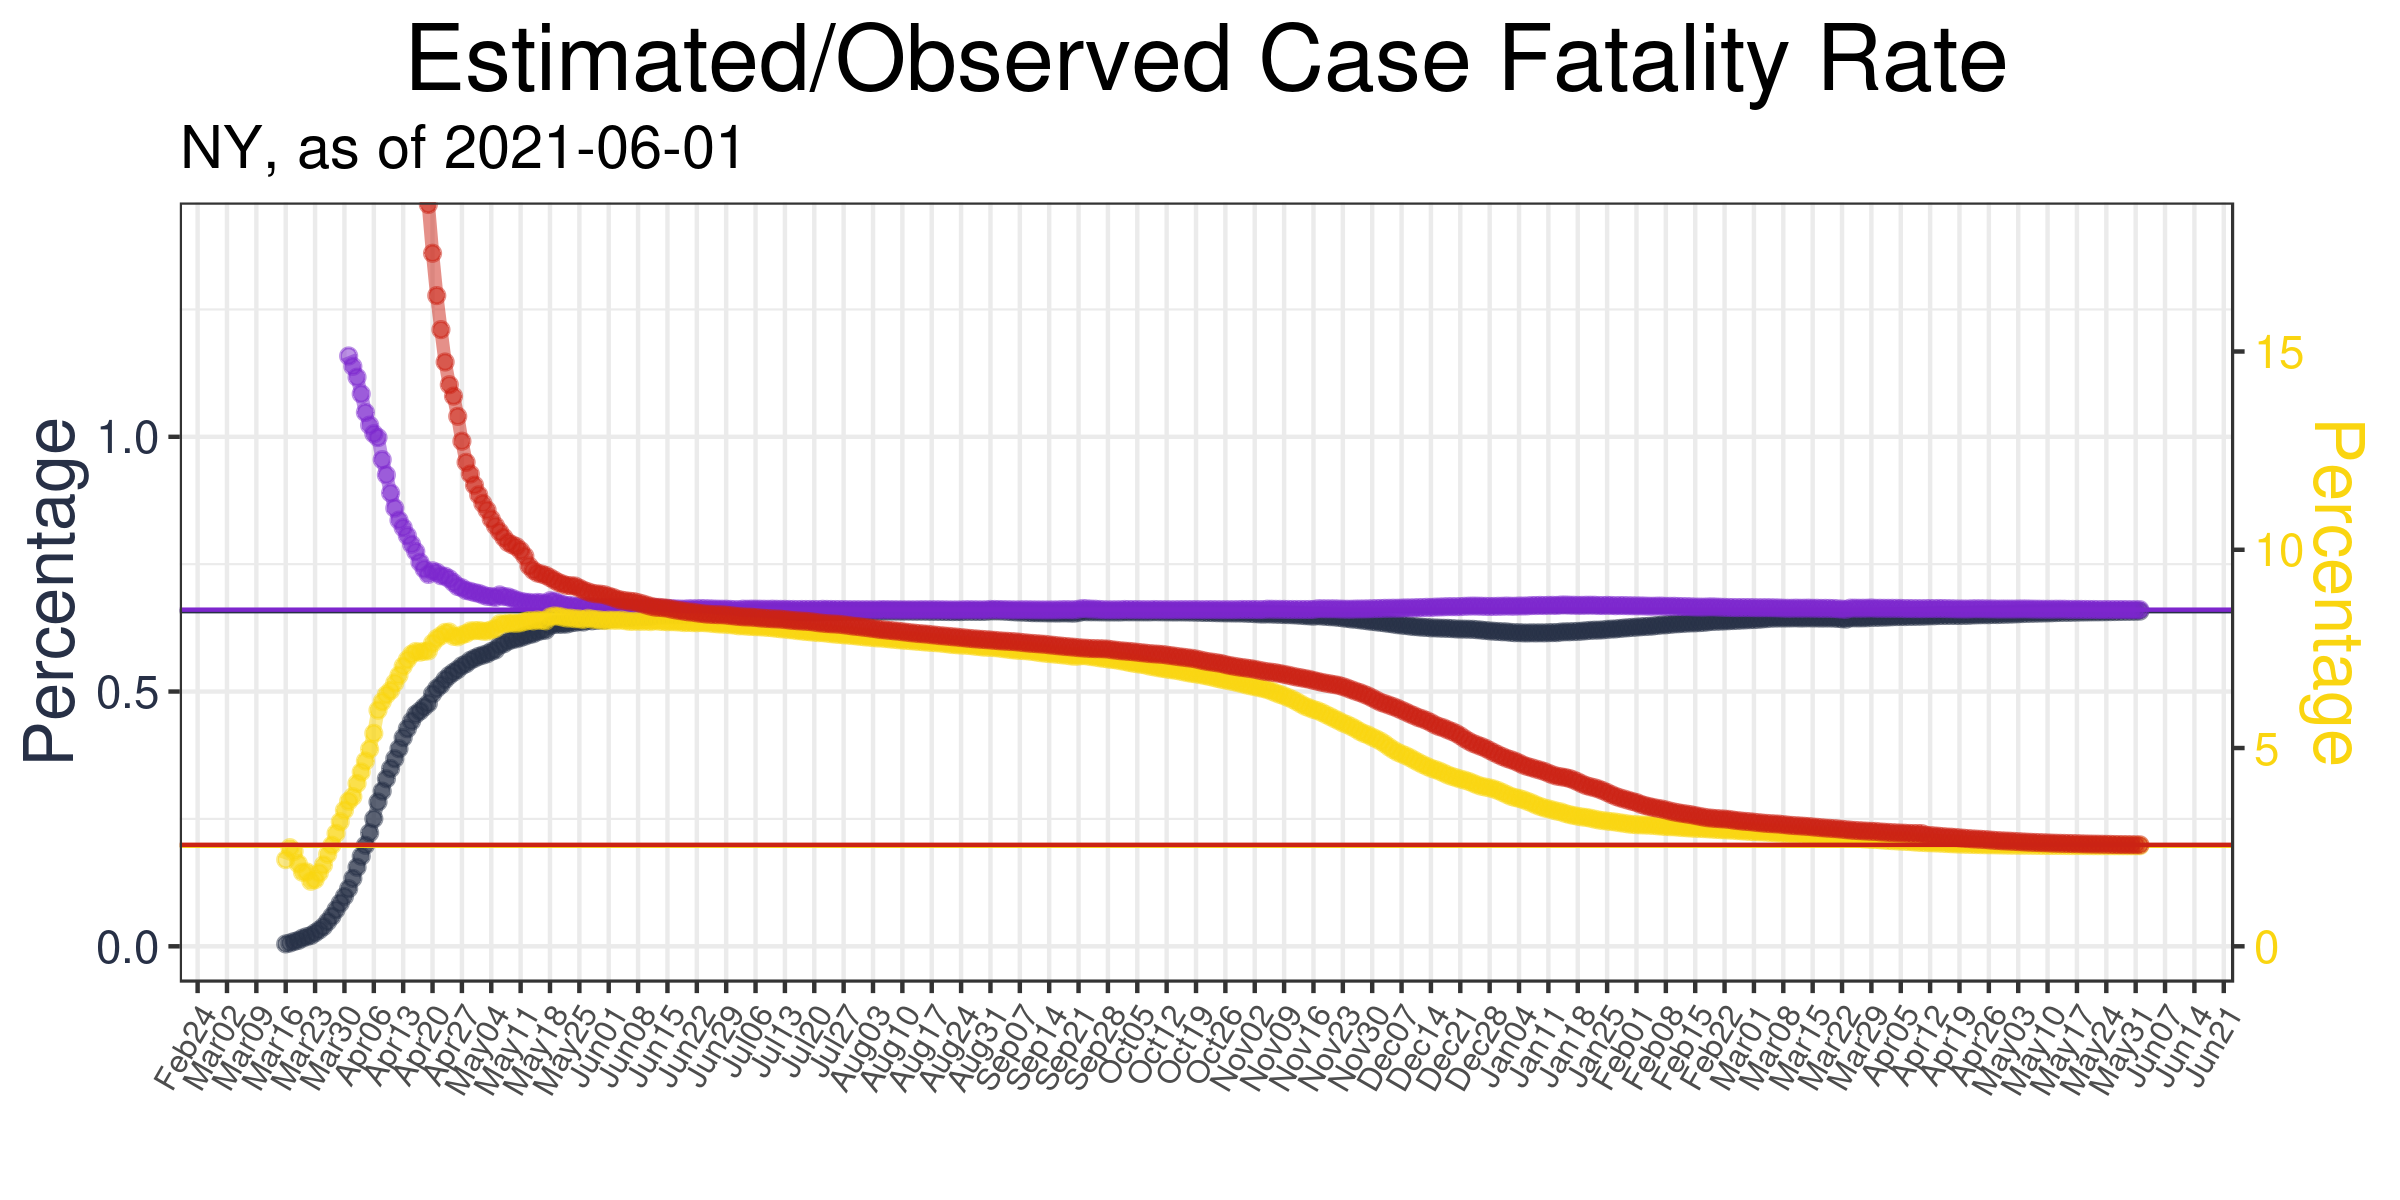 Estimated/Observed Case Fatality Rate
NY, as of 2021-06-01
Percentage
1.0
0.5
0.0
15
10
5
0
Percentage
Feb24
Mar02
Mar09
Mar16
Mar23
Mar30
Apr06
Apr13
Apr20
Apr27
May04
May11
May18
May25
Jun01
Jun08
Jun15
Jun22
Jun29
Jul06
Jul13
Jul20
Jul27
Aug03
Aug10
Aug17
Aug24
Aug31
Sep07
Sep14
Sep21
Sep28
Oct05
Oct12
Oct19
Oct26
Nov02
Nov09
Nov16
Nov23
Nov30
Dec07
Dec14
Dec21
Dec28
Jan04
Jan11
Jan18
Jan25
Feb01
Feb08
Feb15
Feb22
Mar01
Mar08
Mar15
Mar22
Mar29
Apr05
Apr12
Apr19
Apr26
May03
May10
May17
May24
May31
Jun07
Jun14
Jun21